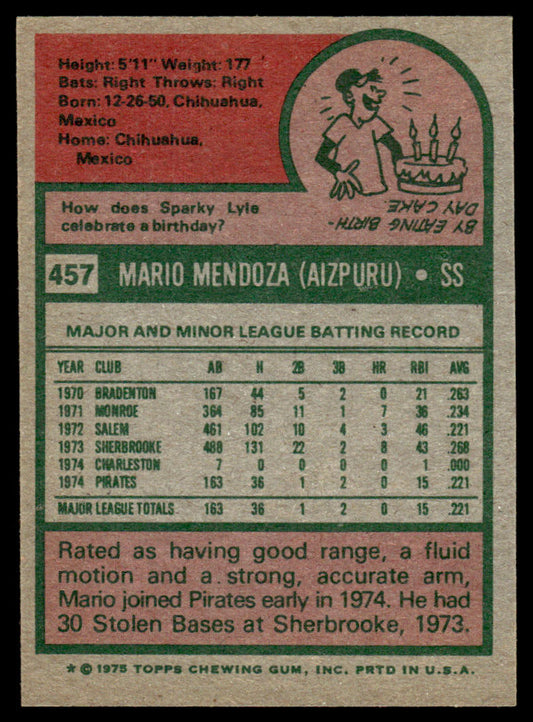 Height: 5'11" Weight: 177
Bats: Right Throws: Right
Born: 12-26-50, Chihuahua,
Mexico
Home: Chihuahua,
Mexico
How does Sparky Lyle
celebrate a birthday?
BY EATING BIRTH-
DAY CAKE.
457 MARIO MENDOZA (AIZPURU) • SS
MAJOR AND MINOR LEAGUE BATTING RECORD
YEAR CLUB AB H 2B 3B HR RBI AVG
1970 BRADENTON 167 44 5 2 0 21 .263
1971 MONROE 364 85 11 1 7 36 .234
1972 SALEM 461 102 10 4 3 46 .221
1973 SHERBROOKE 488 131 22 2 8 43 .268
1974 CHARLESTON 7 0 0 0 0 1 .000
1974 PIRATES 163 36 1 2 0 15 .221
MAJOR LEAGUE TOTALS 163 36 1 2 0 15 .221
Rated as having good range, a fluid
motion and a strong, accurate arm,
Mario joined Pirates early in 1974. He had
30 Stolen Bases at Sherbrooke, 1973.
* © 1975 TOPPS CHEWING GUM, INC. PRTD IN U.S.A.